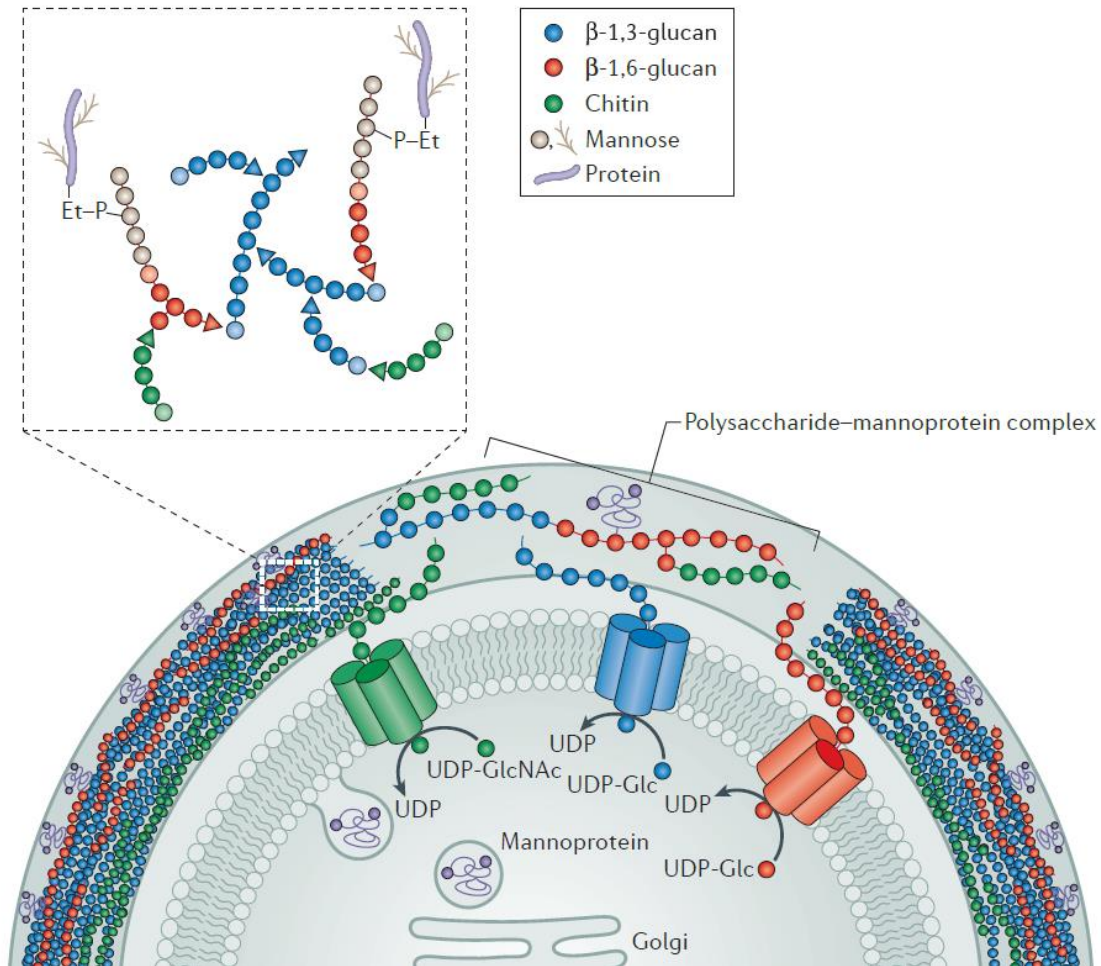 β-1,3-glucan
β-1,6-glucan
Chitin
, Mannose
Protein
P–Et
Et–P
Polysaccharide–mannoprotein complex
UDP
UDP-GlcNAc
UDP-Glc
UDP
UDP
Mannoprotein
UDP-Glc
Golgi